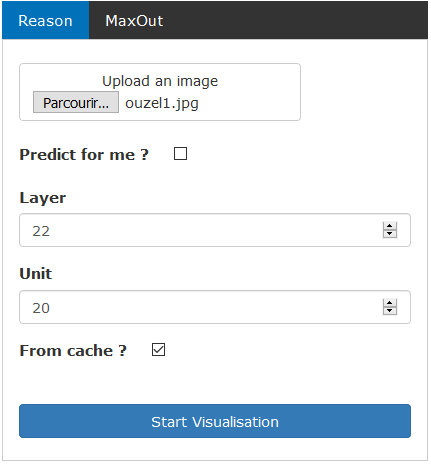 Reason MaxOut
Upload an image
Parcourir... ouzel1.jpg
Predict for me ?
Layer
22
Unit
20
From cache ?
Start Visualisation